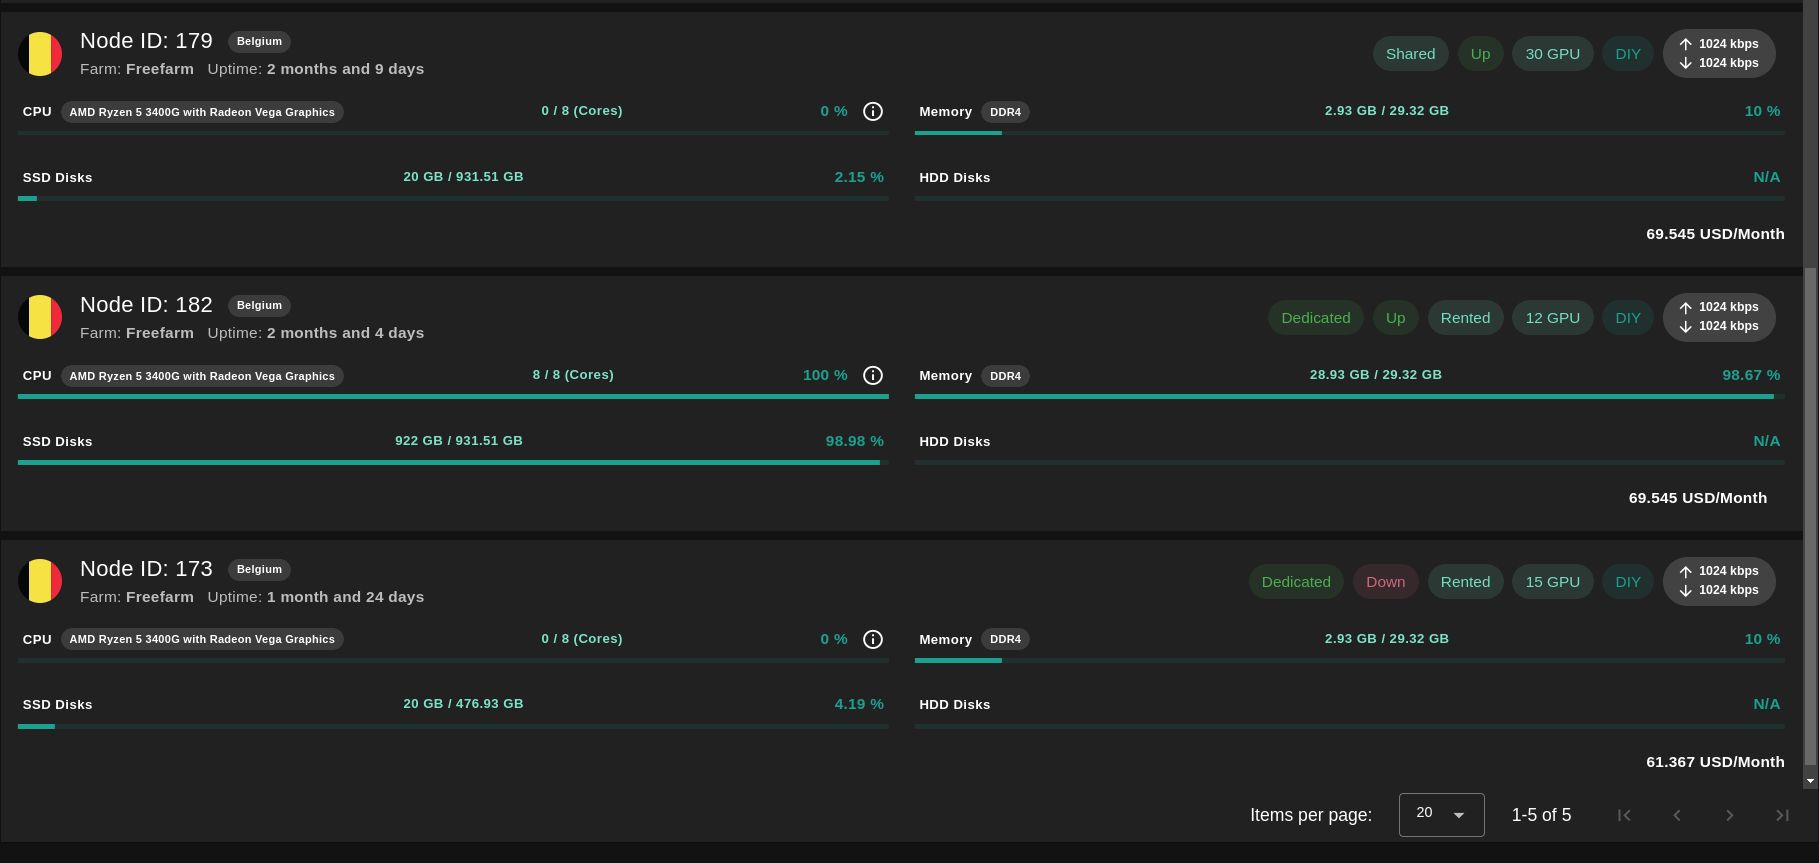 Node ID: 179 Belgium
Farm: Freefarm Uptime: 2 months and 9 days
Shared Up 30 GPU DIY 1024 kbps
1024 kbps
CPU AMD Ryzen 5 3400G with Radeon Vega Graphics 0 / 8 (Cores) 0 %
Memory DDR4 2.93 GB / 29.32 GB 10 %
SSD Disks 20 GB / 931.51 GB 2.15 %
HDD Disks N/A
69.545 USD/Month
Node ID: 182 Belgium
Farm: Freefarm Uptime: 2 months and 4 days
Dedicated Up Rented 12 GPU DIY 1024 kbps
1024 kbps
CPU AMD Ryzen 5 3400G with Radeon Vega Graphics 8 / 8 (Cores) 100 %
Memory DDR4 28.93 GB / 29.32 GB 98.67 %
SSD Disks 922 GB / 931.51 GB 98.98 %
HDD Disks N/A
69.545 USD/Month
Node ID: 173 Belgium
Farm: Freefarm Uptime: 1 month and 24 days
Dedicated Down Rented 15 GPU DIY 1024 kbps
1024 kbps
CPU AMD Ryzen 5 3400G with Radeon Vega Graphics 0 / 8 (Cores) 0 %
Memory DDR4 2.93 GB / 29.32 GB 10 %
SSD Disks 20 GB / 476.93 GB 4.19 %
HDD Disks N/A
61.367 USD/Month
Items per page: 20 1-5 of 5